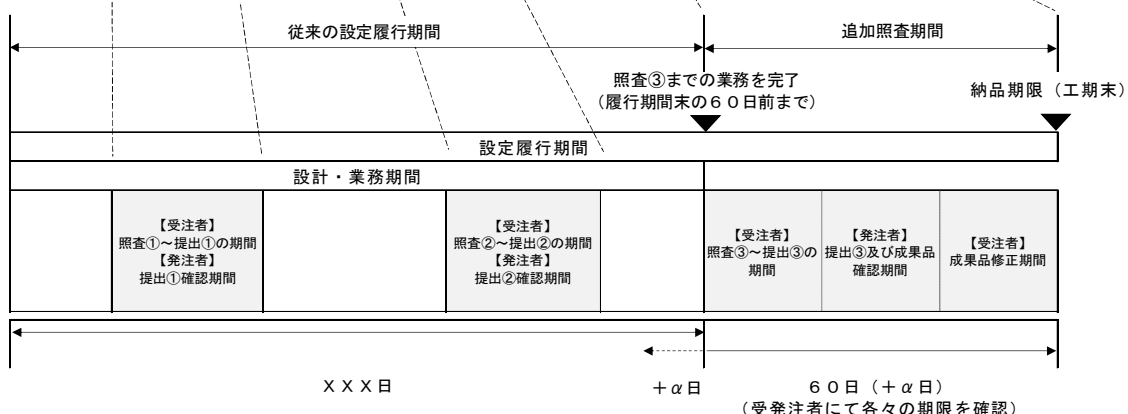 従来の設定履行期間
追加照査期間
照査③までの業務を完了
（履行期間末の６０日前まで）
納品期限（工期末）
設定履行期間
設計・業務期間
【受注者】
照査①～提出①の期間
【発注者】
提出①確認期間
【受注者】
照査②～提出②の期間
【発注者】
提出②確認期間
【受注者】
照査③～提出③の
期間
【発注者】
提出③及び成果品
確認期間
【受注者】
成果品修正期間
ＸＸＸ日
＋α日
６０日（＋α日）
（受発注者にて各々の期限を確認）